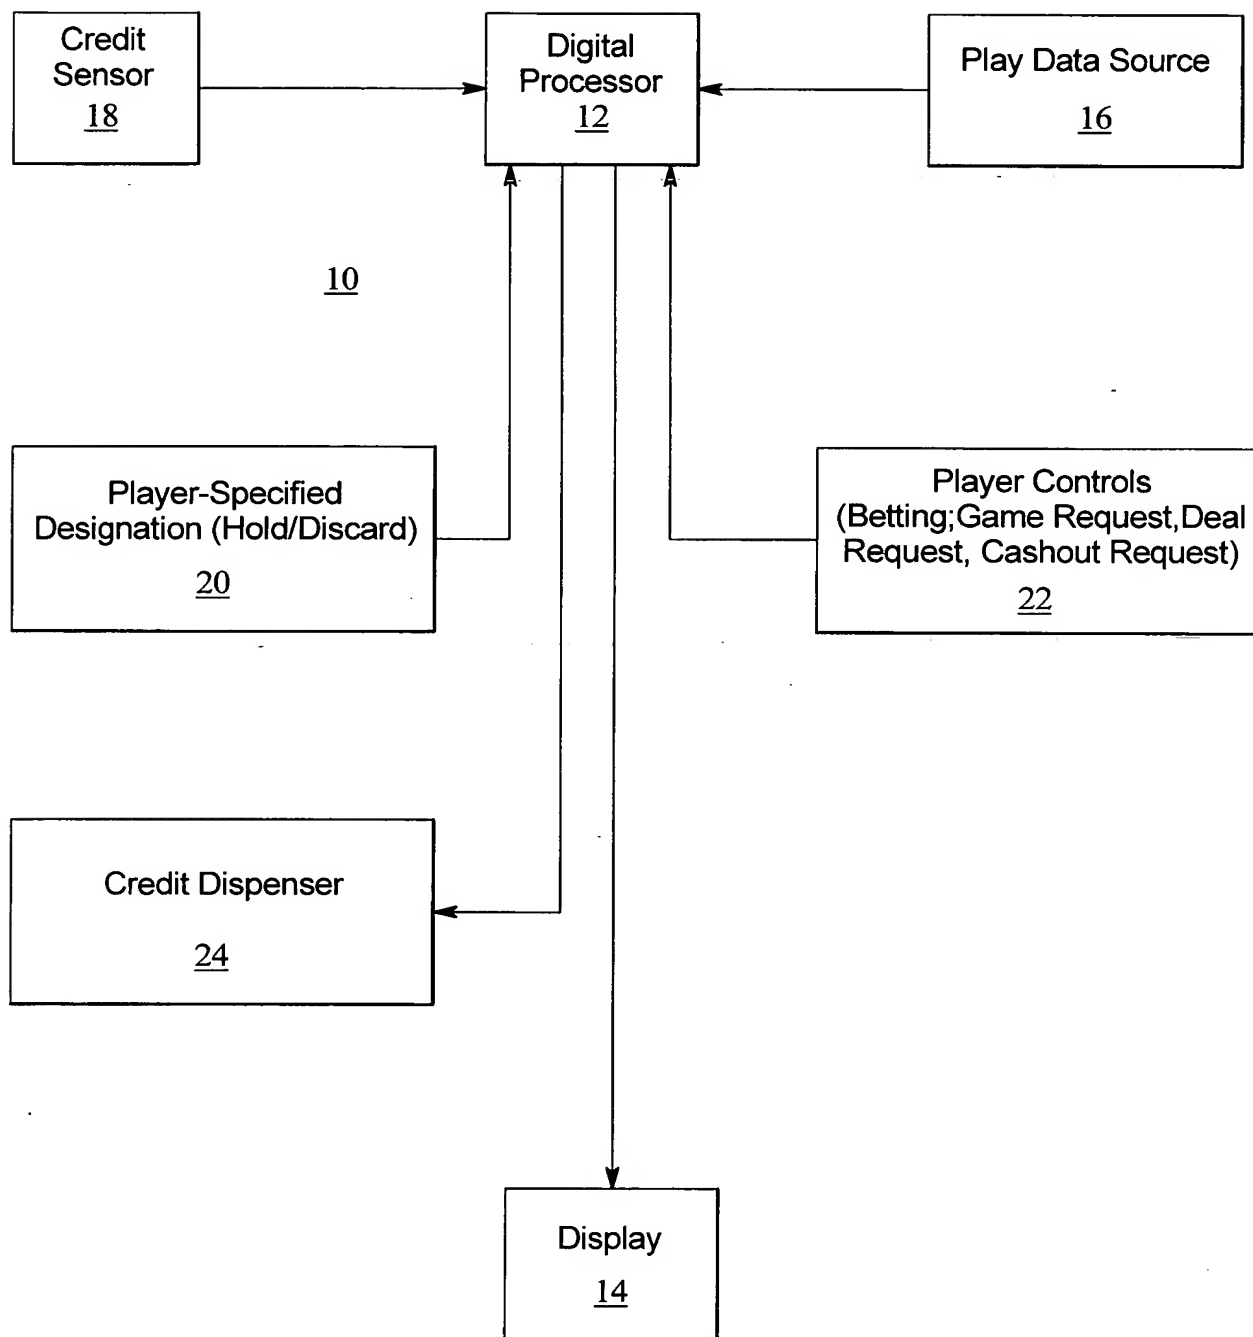 Credit
Sensor
18
Digital
Processor
12
Play Data Source
16
10
Player-Specified
Designation (Hold/Discard)
20
Player Controls
(Betting;Game Request,Deal
Request, Cashout Request)
22
Credit Dispenser
24
Display
14